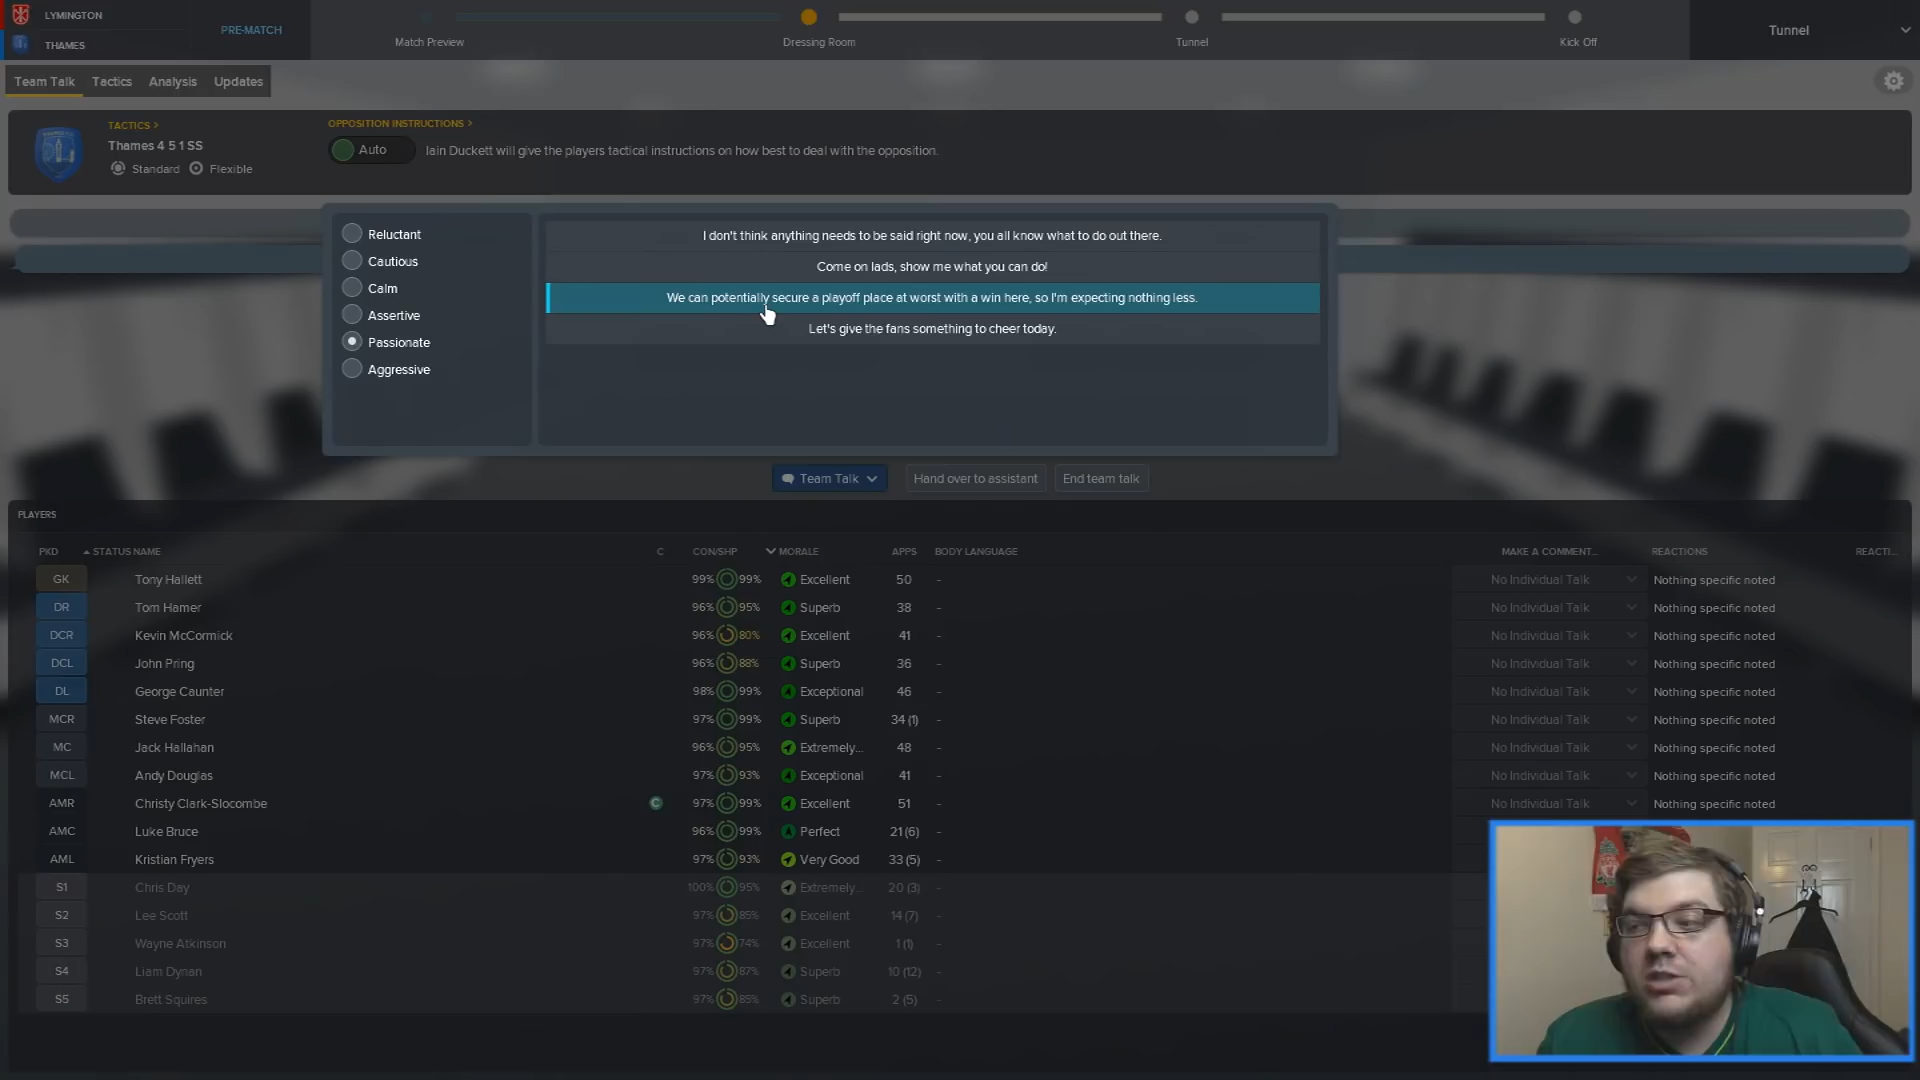 LYMINGTON
THAMES
PRE-MATCH
Match Preview
Dressing Room
Tunnel
Kick Off
Tunnel
Team Talk
Tactics
Analysis
Updates
TACTICS >
Thames 4 5 1 SS
Standard
Flexible
OPPOSITION INSTRUCTIONS >
Auto
Iain Duckett will give the players tactical instructions on how best to deal with the opposition.
Reluctant
Cautious
Calm
Assertive
Passionate
Aggressive
I don't think anything needs to be said right now, you all know what to do out there.
Come on lads, show me what you can do!
We can potentially secure a playoff place at worst with a win here, so I'm expecting nothing less.
Let's give the fans something to cheer today.
Team Talk
Hand over to assistant
End team talk
PLAYERS
PKD STATUS NAME C CON/SHP MORALE APPS BODY LANGUAGE MAKE A COMMENT... REACTIONS REACTI...
GK Tony Hallett 99% 99% Excellent 50 - No Individual Talk Nothing specific noted
DR Tom Hamer 96% 95% Superb 38 - No Individual Talk Nothing specific noted
DCR Kevin McCormick 96% 80% Excellent 41 - No Individual Talk Nothing specific noted
DCL John Pring 96% 88% Superb 36 - No Individual Talk Nothing specific noted
DL George Caunter 98% 99% Exceptional 46 - No Individual Talk Nothing specific noted
MCR Steve Foster 97% 99% Superb 34 (1) - No Individual Talk Nothing specific noted
MC Jack Hallahan 96% 95% Extremely... 48 - No Individual Talk Nothing specific noted
MCL Andy Douglas 97% 93% Exceptional 41 - No Individual Talk Nothing specific noted
AMR Christy Clark-Slocombe C 97% 99% Excellent 51 - No Individual Talk Nothing specific noted
AMC Luke Bruce 96% 99% Perfect 21 (6) -
AML Kristian Fryers 97% 93% Very Good 33 (5) -
S1 Chris Day 100% 95% Extremely... 20 (3) -
S2 Lee Scott 97% 85% Excellent 14 (7) -
S3 Wayne Atkinson 97% 74% Excellent 1 (1) -
S4 Liam Dynan 97% 87% Superb 10 (12) -
S5 Brett Squires 97% 85% Superb 2 (5) -